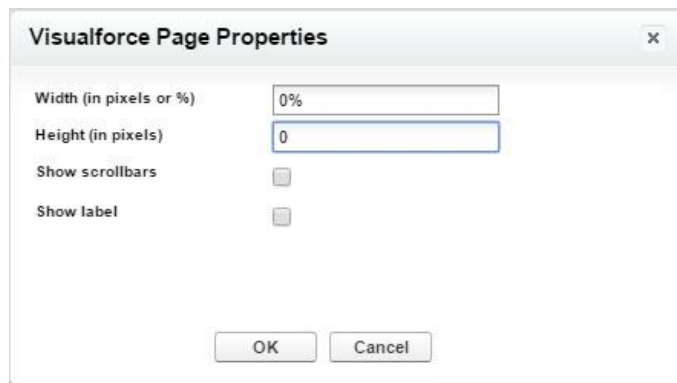 Visualforce Page Properties
Width (in pixels or %) 0%
Height (in pixels) 0
Show scrollbars
Show label
OK Cancel